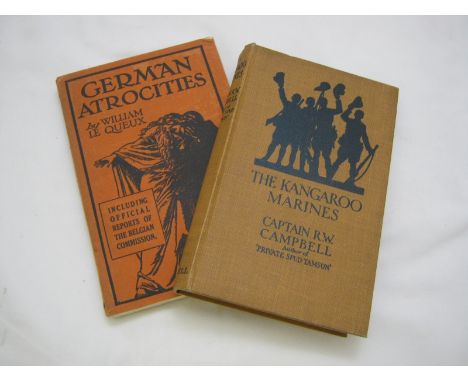 GERMAN
ATROCITIES
by WILLIAM
LE QUEUX
INCLUDING
OFFICIAL
REPORTS OF
THE BELGIAN
COMMISSION.
THE KANGAROO
MARINES
CAPTAIN R.W.
CAMPBELL
Author of
'PRIVATE SPUD TAMSON'